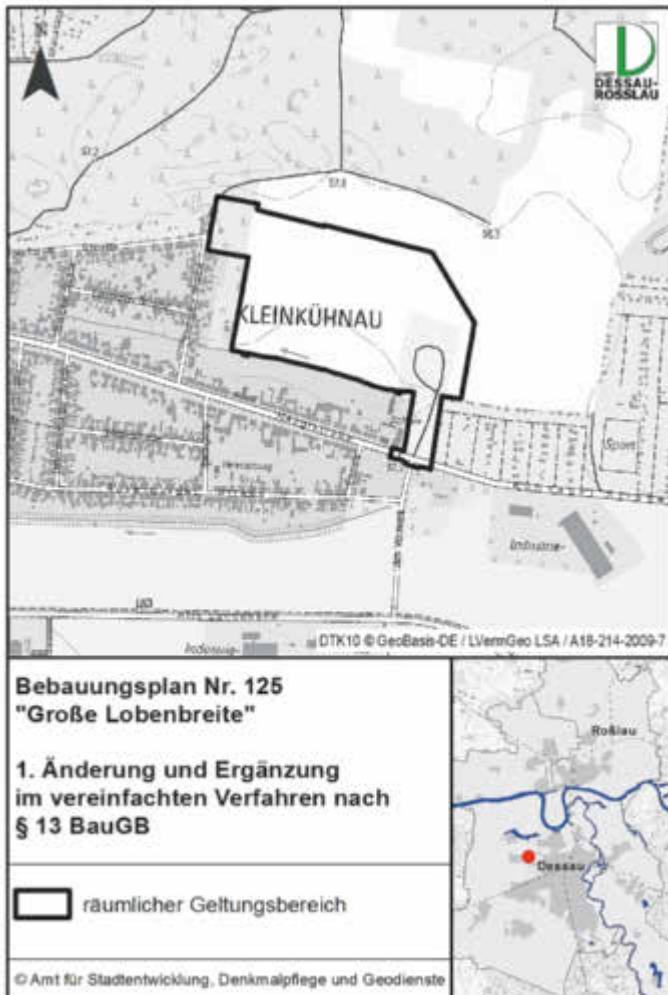 DESSAU-
ROSSLAU
KLEINKÜHNAU
Sport
Industrie-
DTK10 © GeoBasis-DE / LVermGeo LSA / A18-214-2009-7
Bebauungsplan Nr. 125
"Große Lobenbreite"
1. Änderung und Ergänzung
im vereinfachten Verfahren nach
§ 13 BauGB
räumlicher Geltungsbereich
© Amt für Stadtentwicklung, Denkmalpflege und Geodienste
Roßlau
Dessau